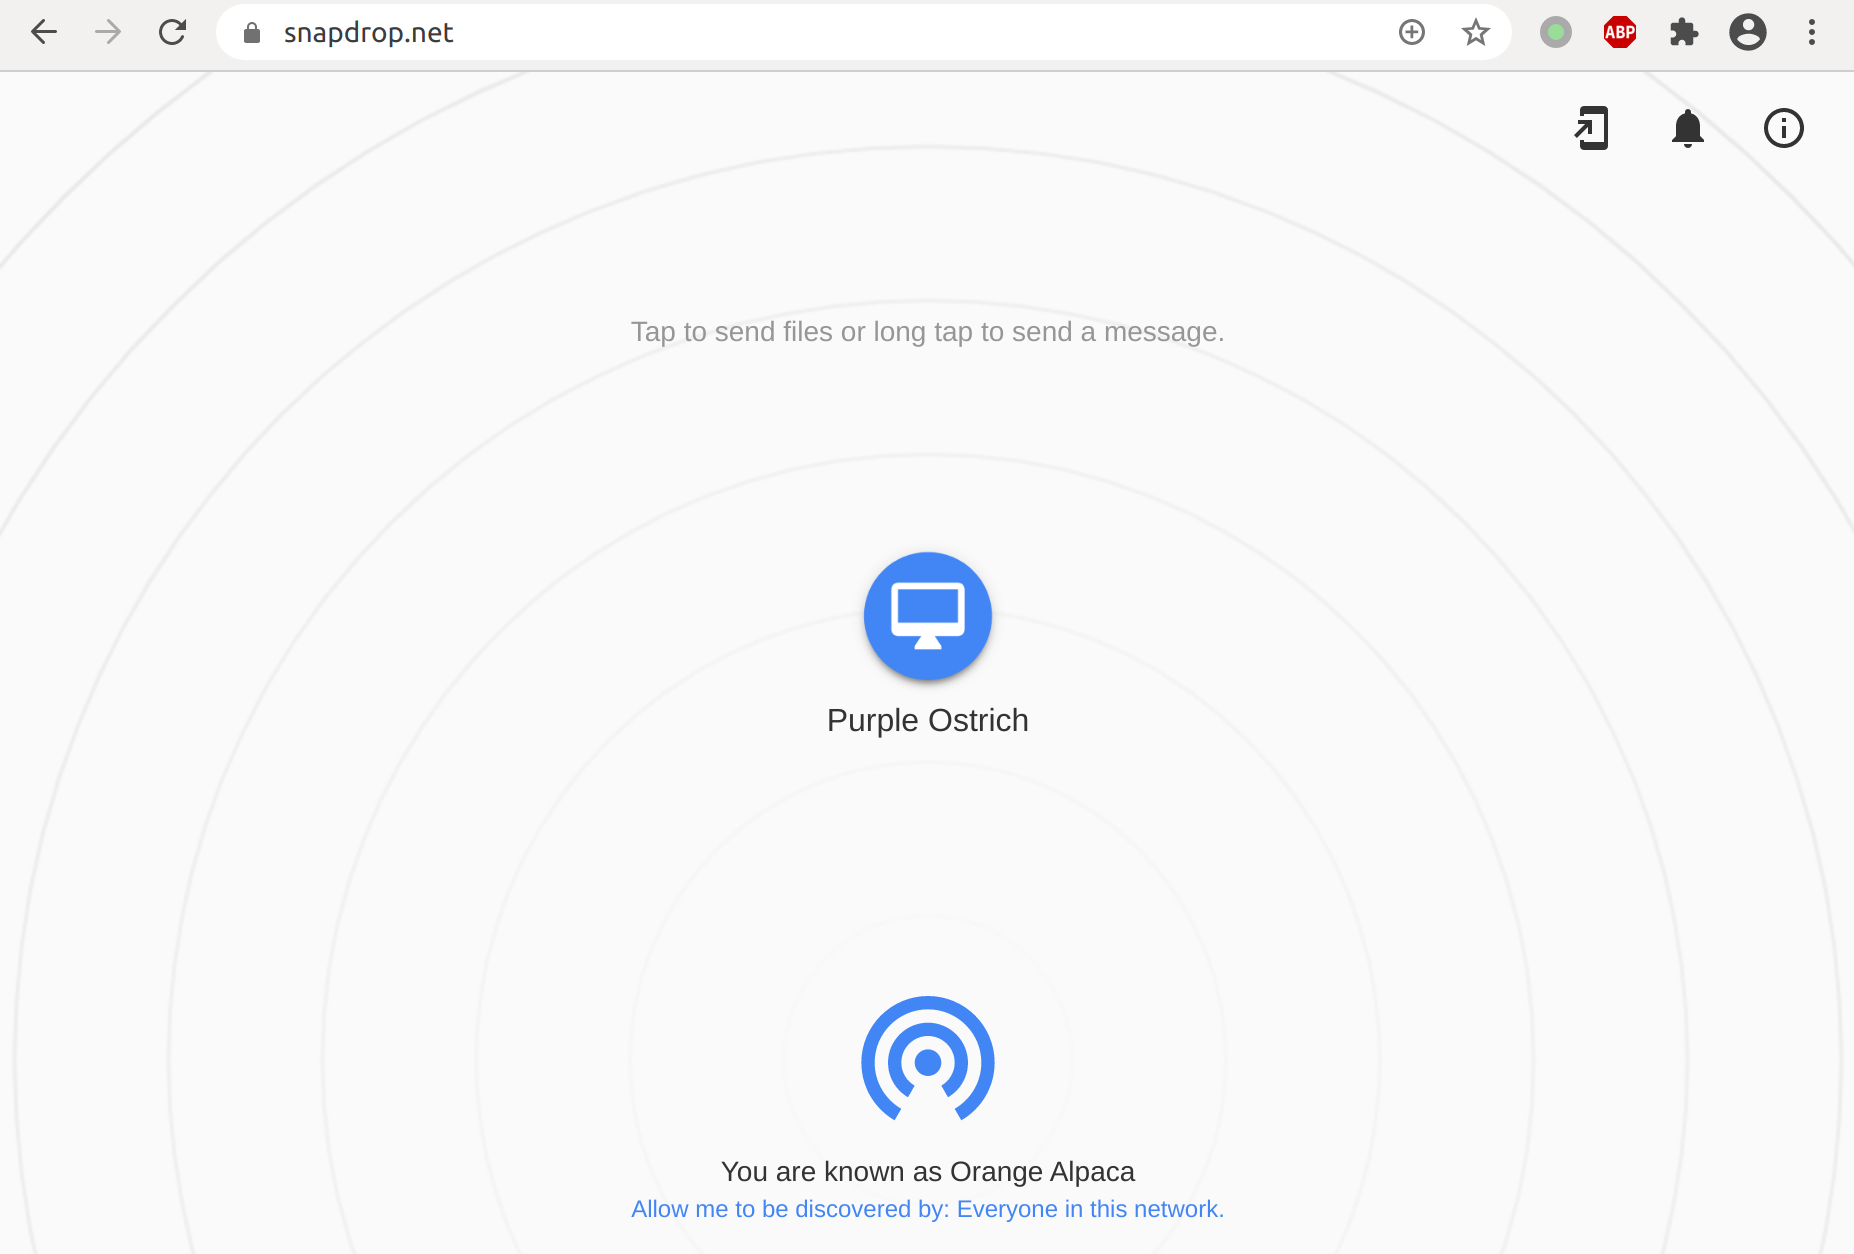 snapdrop.net
ABP
Tap to send files or long tap to send a message.
Purple Ostrich
You are known as Orange Alpaca
Allow me to be discovered by: Everyone in this network.